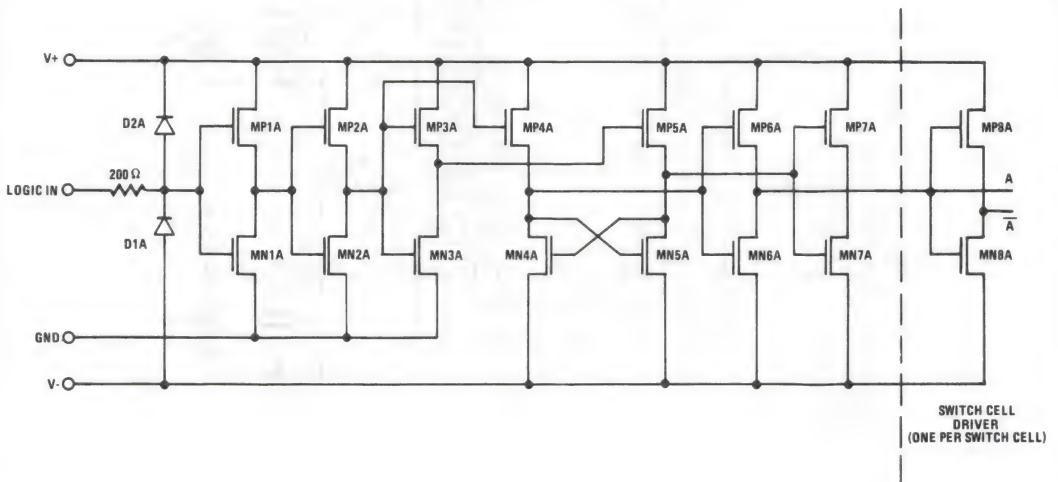 V+
D2A
MP1A
MP2A
MP3A
MP4A
MP5A
MP6A
MP7A
MP8A
200 Ω
LOGIC IN
A
A̅
D1A
MN1A
MN2A
MN3A
MN4A
MN5A
MN6A
MN7A
MN8A
GND
V-
SWITCH CELL
DRIVER
(ONE PER SWITCH CELL)